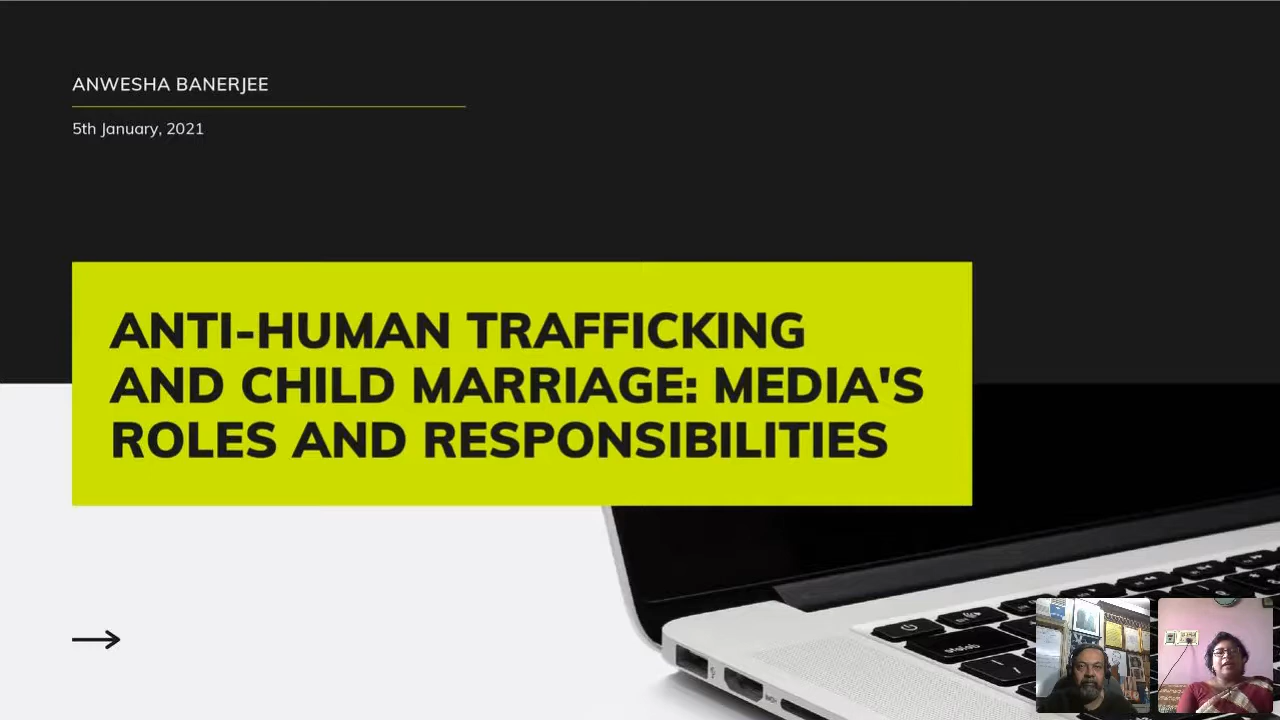 ANWESHA BANERJEE
5th January, 2021
ANTI-HUMAN TRAFFICKING
AND CHILD MARRIAGE: MEDIA'S
ROLES AND RESPONSIBILITIES